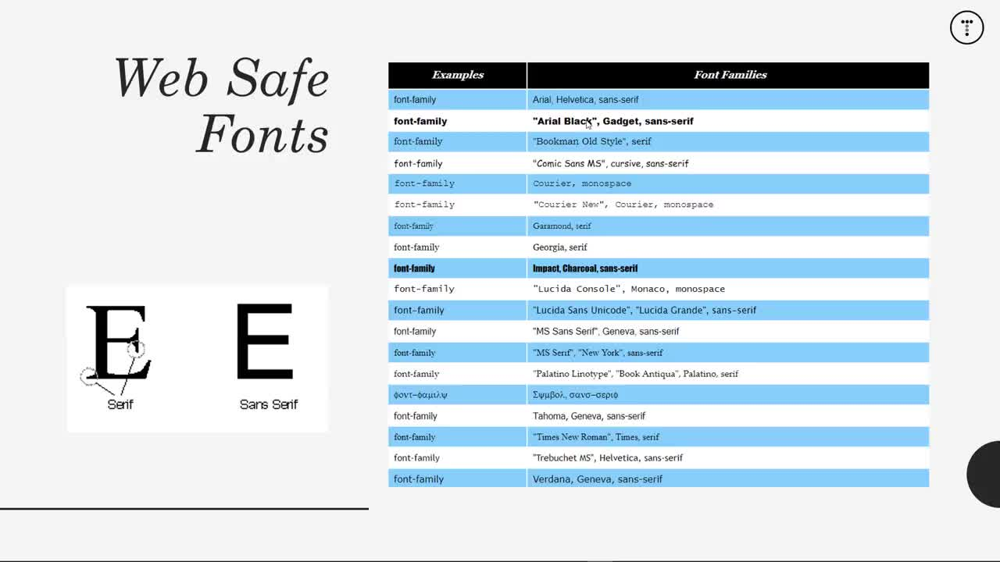 Web Safe
Fonts
Examples Font Families
font-family Arial, Helvetica, sans-serif
font-family "Arial Black", Gadget, sans-serif
font-family "Bookman Old Style", serif
font-family "Comic Sans MS", cursive, sans-serif
font-family Courier, monospace
font-family "Courier New", Courier, monospace
font-family Garamond, serif
font-family Georgia, serif
font-family Impact, Charcoal, sans-serif
font-family "Lucida Console", Monaco, monospace
font-family "Lucida Sans Unicode", "Lucida Grande", sans-serif
font-family "MS Sans Serif", Geneva, sans-serif
font-family "MS Serif", "New York", sans-serif
font-family "Palatino Linotype", "Book Antiqua", Palatino, serif
φοντ−φαμιλψ Σψμβολ, σανσ−σεριφ
font-family Tahoma, Geneva, sans-serif
font-family "Times New Roman", Times, serif
font-family "Trebuchet MS", Helvetica, sans-serif
font-family Verdana, Geneva, sans-serif
E E
Serif Sans Serif